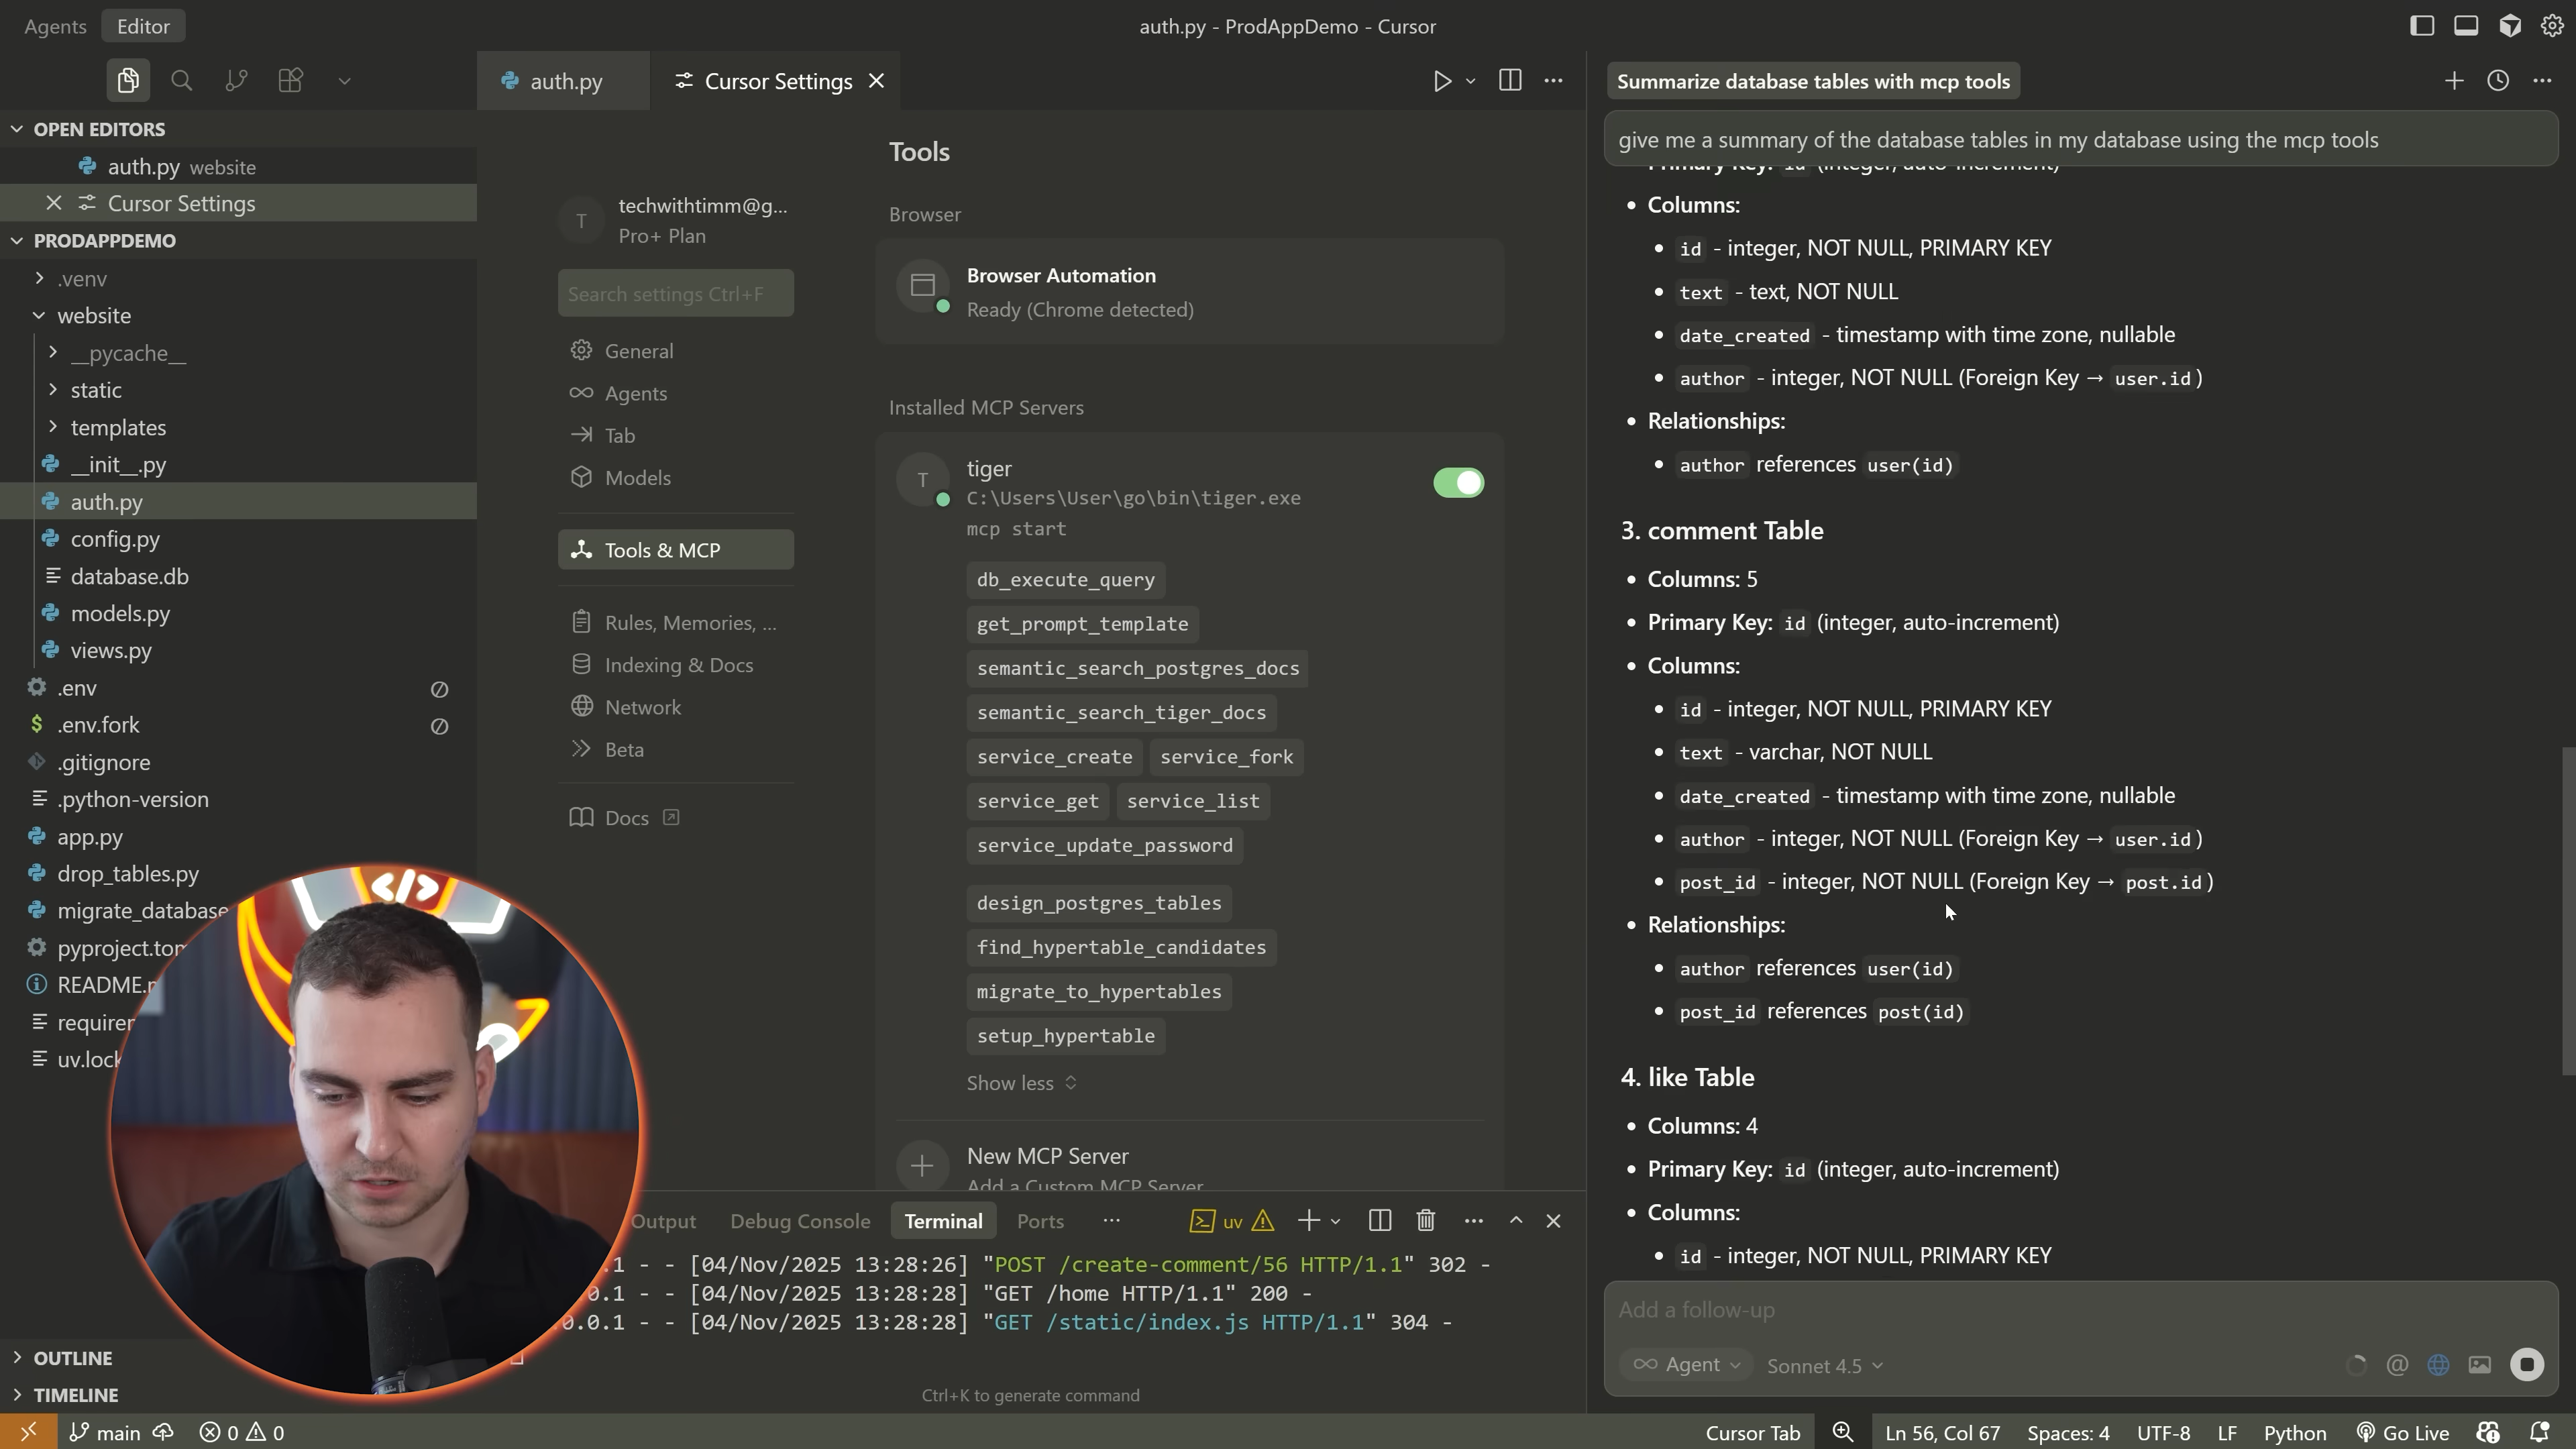 Agents
Editor
auth.py - ProdAppDemo - Cursor
auth.py
Cursor Settings
OPEN EDITORS
auth.py website
Cursor Settings
PRODAPPDEMO
.venv
website
__pycache__
static
templates
__init__.py
auth.py
config.py
database.db
models.py
views.py
.env
.env.fork
.gitignore
.python-version
app.py
drop_tables.py
migrate_database
pyproject.tom
README.m
requirer
uv.lock
OUTLINE
TIMELINE
T
techwithtimm@g...
Pro+ Plan
Search settings Ctrl+F
General
Agents
Tab
Models
Tools & MCP
Rules, Memories, ...
Indexing & Docs
Network
Beta
Docs
Tools
Browser
Browser Automation
Ready (Chrome detected)
Installed MCP Servers
T
tiger
C:\Users\User\go\bin\tiger.exe
mcp start
db_execute_query
get_prompt_template
semantic_search_postgres_docs
semantic_search_tiger_docs
service_create service_fork
service_get service_list
service_update_password
design_postgres_tables
find_hypertable_candidates
migrate_to_hypertables
setup_hypertable
Show less
New MCP Server
Add a Custom MCP Server
Output
Debug Console
Terminal
Ports
uv
.1 - - [04/Nov/2025 13:28:26] "POST /create-comment/56 HTTP/1.1" 302 -
0.1 - - [04/Nov/2025 13:28:28] "GET /home HTTP/1.1" 200 -
0.0.1 - - [04/Nov/2025 13:28:28] "GET /static/index.js HTTP/1.1" 304 -
Ctrl+K to generate command
Summarize database tables with mcp tools
give me a summary of the database tables in my database using the mcp tools
Primary Key: id (integer, auto-increment)
Columns:
id - integer, NOT NULL, PRIMARY KEY
text - text, NOT NULL
date_created - timestamp with time zone, nullable
author - integer, NOT NULL (Foreign Key → user.id)
Relationships:
author references user(id)
3. comment Table
Columns: 5
Primary Key: id (integer, auto-increment)
Columns:
id - integer, NOT NULL, PRIMARY KEY
text - varchar, NOT NULL
date_created - timestamp with time zone, nullable
author - integer, NOT NULL (Foreign Key → user.id)
post_id - integer, NOT NULL (Foreign Key → post.id)
Relationships:
author references user(id)
post_id references post(id)
4. like Table
Columns: 4
Primary Key: id (integer, auto-increment)
Columns:
id - integer, NOT NULL, PRIMARY KEY
Add a follow-up
Agent
Sonnet 4.5
</>
main
0
0
Cursor Tab
Ln 56, Col 67
Spaces: 4
UTF-8
LF
Python
Go Live